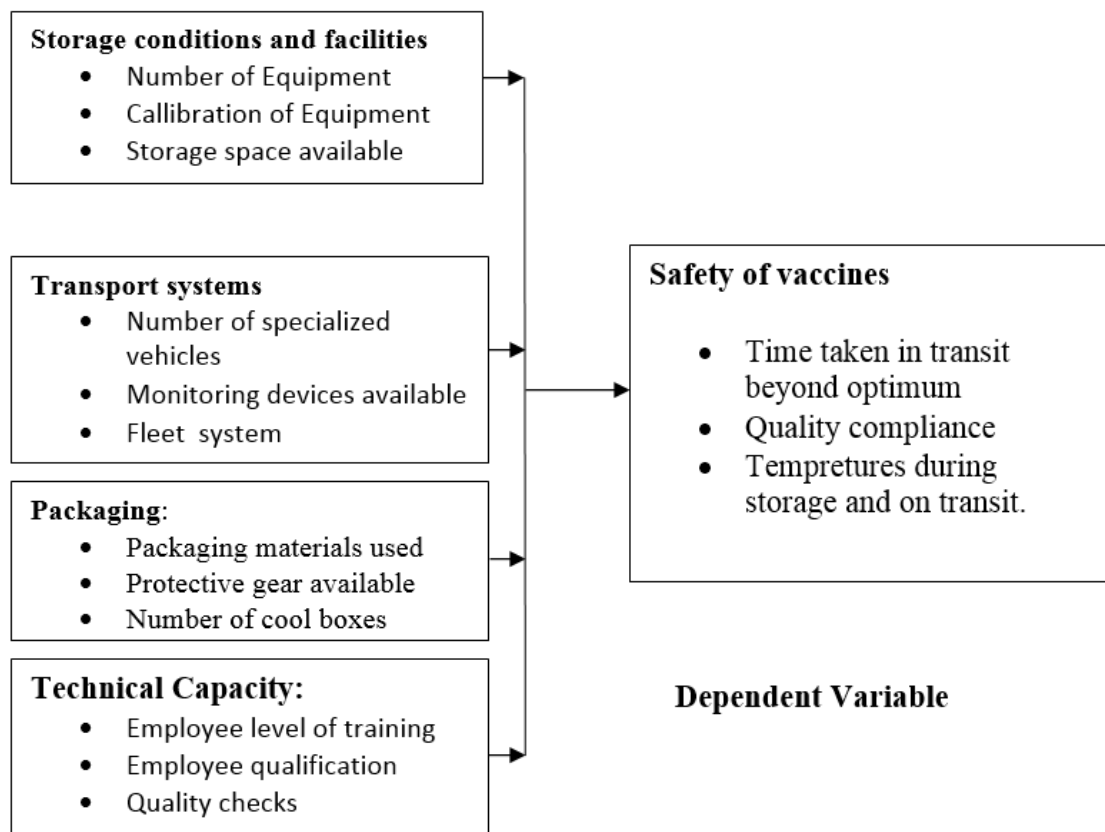 Storage conditions and facilities
• Number of Equipment
• Callibration of Equipment
• Storage space available
Transport systems
• Number of specialized
vehicles
• Monitoring devices available
• Fleet system
Packaging:
• Packaging materials used
• Protective gear available
• Number of cool boxes
Technical Capacity:
• Employee level of training
• Employee qualification
• Quality checks
Safety of vaccines
• Time taken in transit
beyond optimum
• Quality compliance
• Tempretures during
storage and on transit.
Dependent Variable